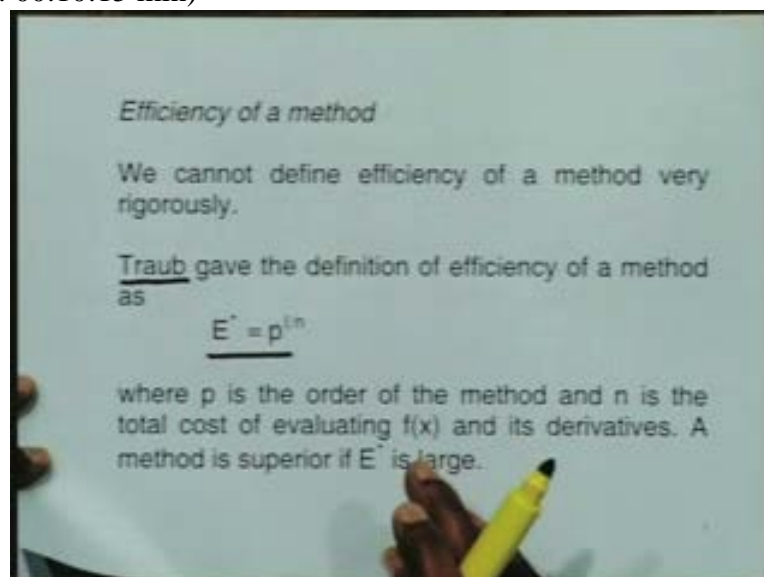 Efficiency of a method
We cannot define efficiency of a method very
rigorously.
Traub gave the definition of efficiency of a method
as
E* = p^1/n
where p is the order of the method and n is the
total cost of evaluating f(x) and its derivatives. A
method is superior if E* is large.